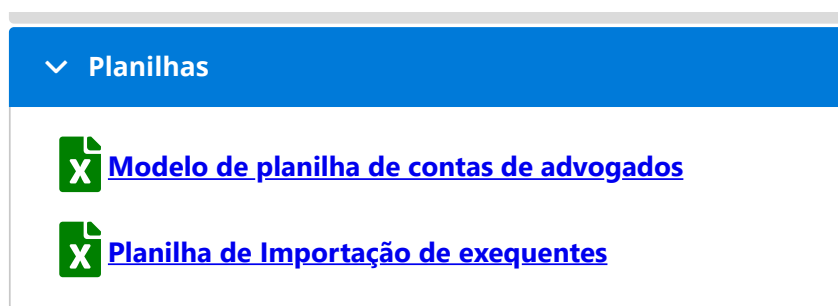 Planilhas
Modelo de planilha de contas de advogados
Planilha de Importação de exequentes